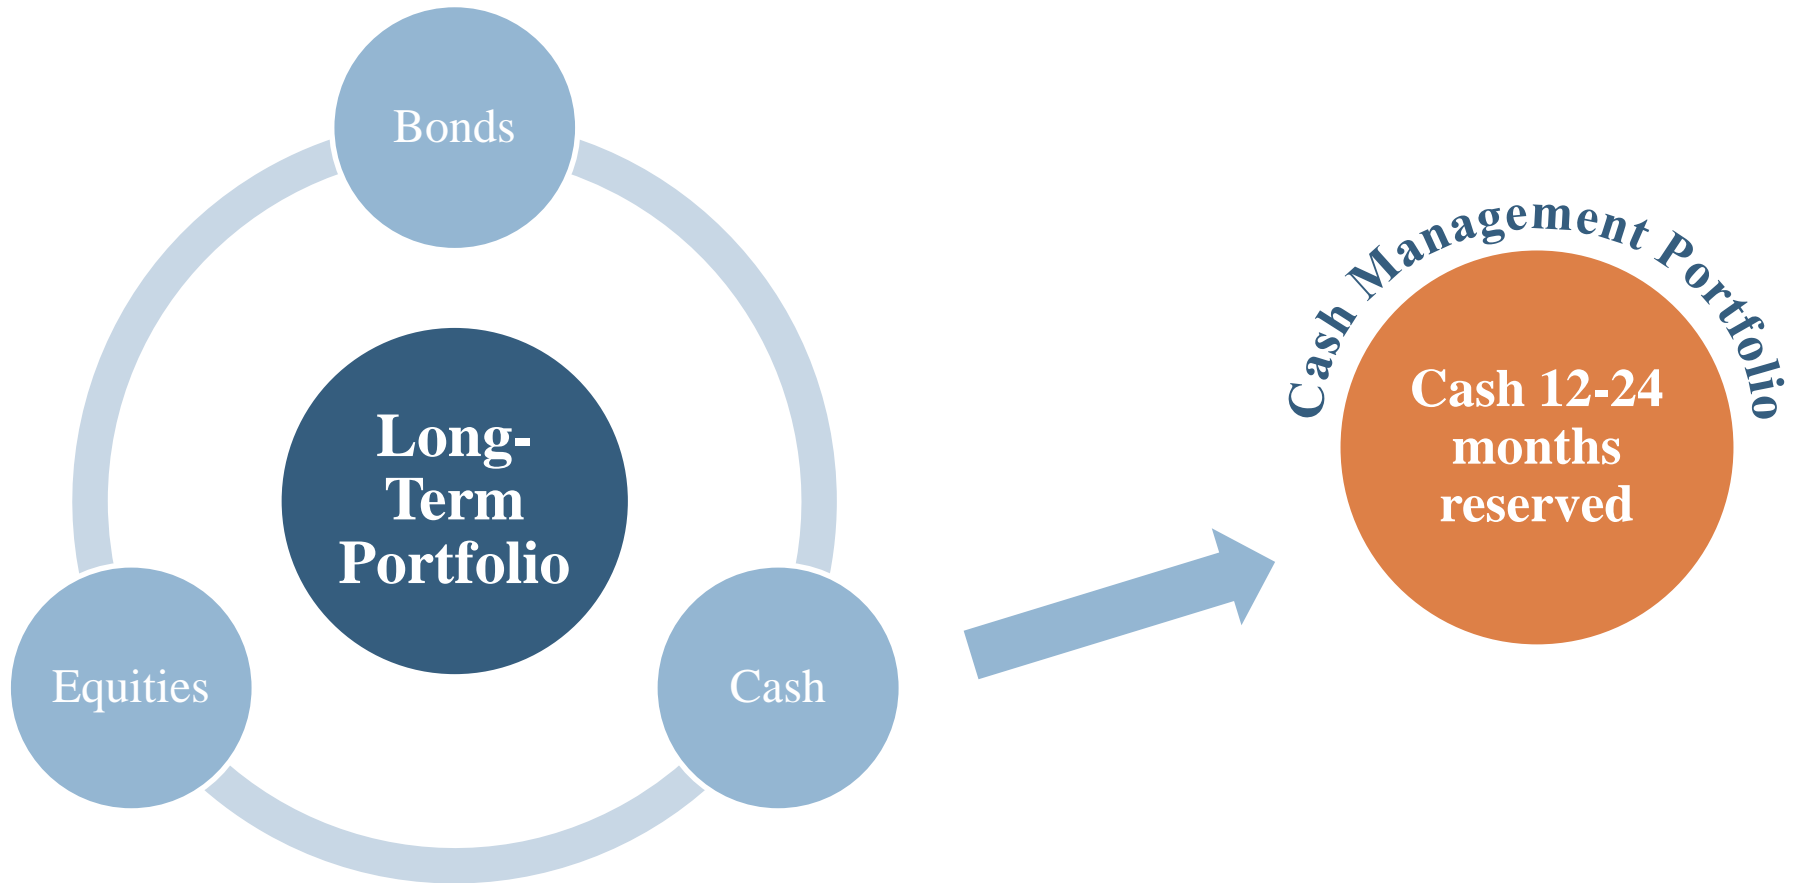 Bonds
Long-
Term
Portfolio
Equities
Cash
Cash Management Portfolio
Cash 12-24
months
reserved